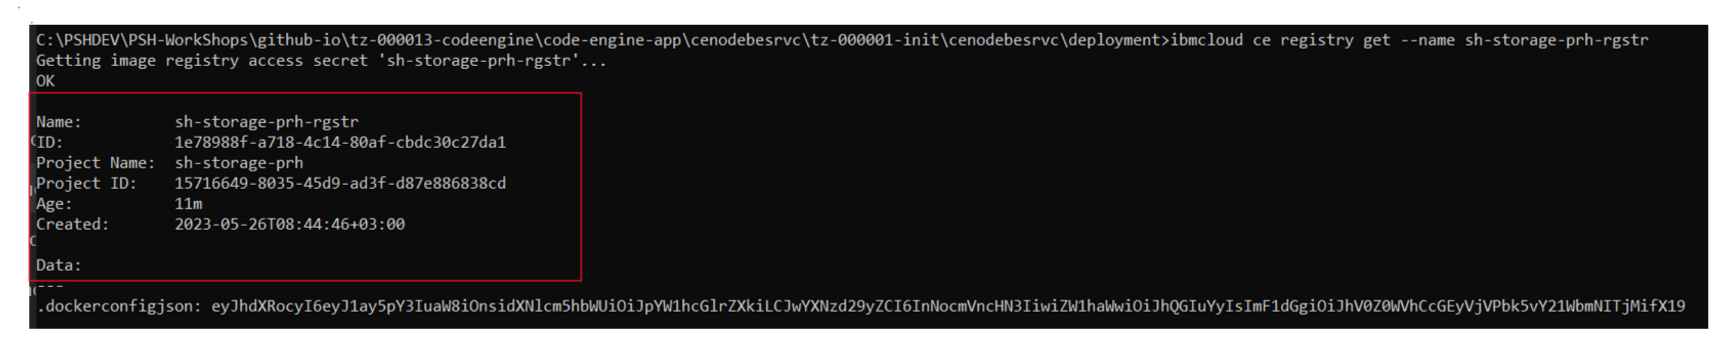 C:\PSHDEV\PSH-WorkShops\github-io\tz-000013-codeengine\code-engine-app\cenodebesrvc\tz-000001-init\cenodebesrvc\deployment>ibmcloud ce registry get --name sh-storage-prh-rgstr
Getting image registry access secret 'sh-storage-prh-rgstr'...
OK
Name: sh-storage-prh-rgstr
ID: 1e78988f-a718-4c14-80af-cbdc30c27da1
Project Name: sh-storage-prh
Project ID: 15716649-8035-45d9-ad3f-d87e886838cd
Age: 11m
Created: 2023-05-26T08:44:46+03:00
Data:
---
.dockerconfigjson: eyJhdXRocyI6eyJ1ay5pY3IuaW8iOnsidXNlcm5hbWUiOiJpYW1hcGlrZXkiLCJwYXNzd29yZCI6InNocmVncHN3IiwiZW1haWwiOiJhQGIuYyIsImF1dGgiOiJhV0Z0WVhCcGEyVjVPbk5vY21WbmNITjMifX19